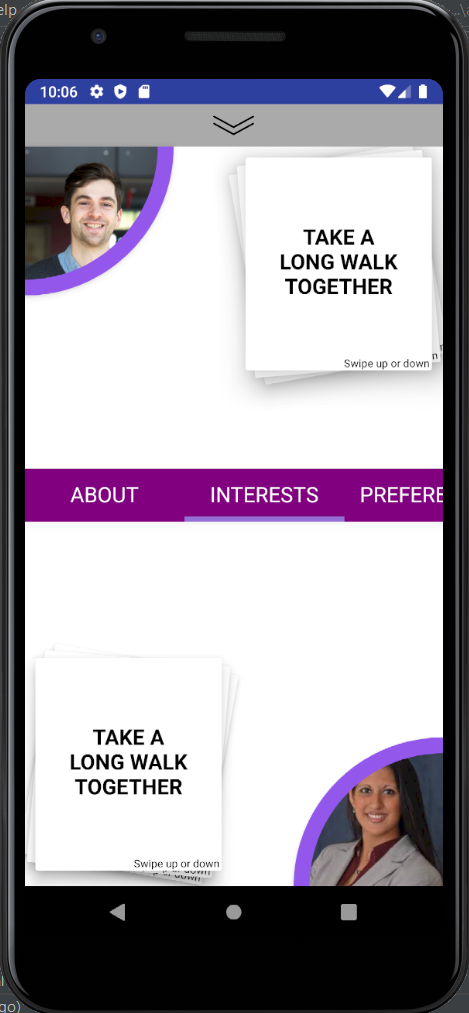 elp
10:06
TAKE A
LONG WALK
TOGETHER
Swipe up or down
ABOUT INTERESTS PREFERE
TAKE A
LONG WALK
TOGETHER
Swipe up or down
down
go)